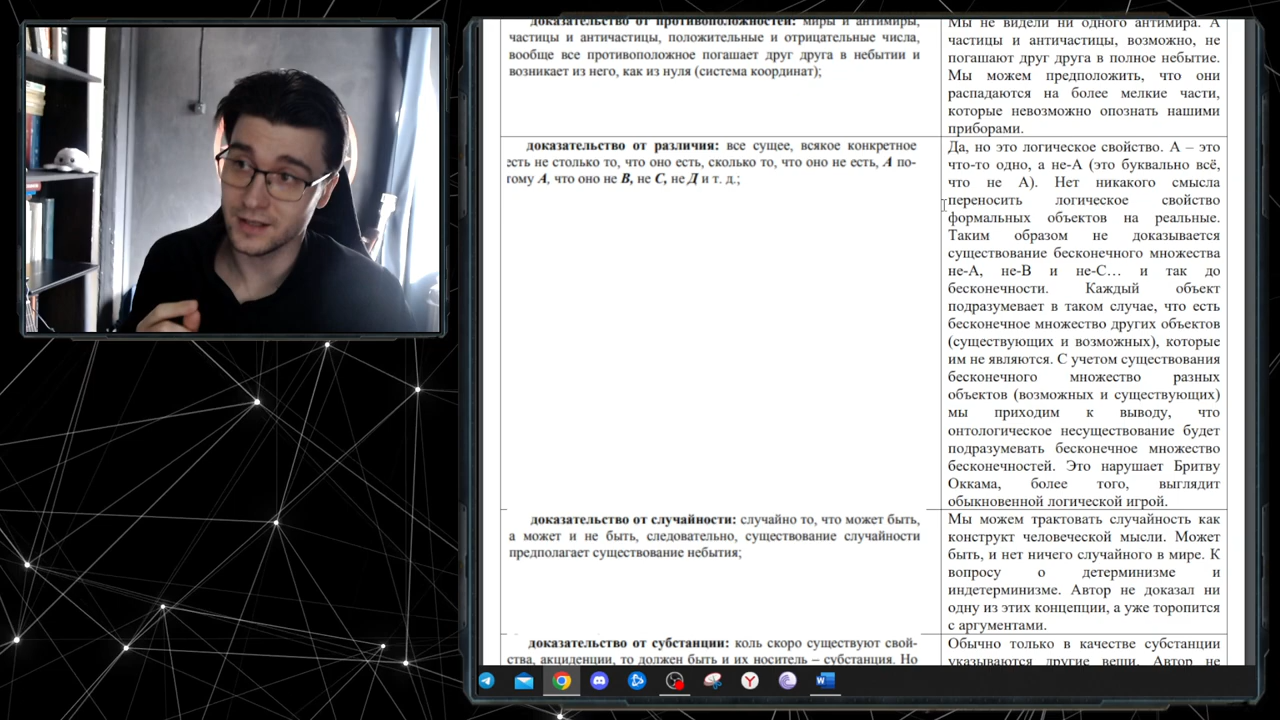 доказательство от противоположностей: миры и антимиры,
частицы и античастицы, положительные и отрицательные числа,
вообще все противоположное погашает друг друга в небытии и
возникает из него, как из нуля (система координат);
Мы не видели ни одного антимира. А
частицы и античастицы, возможно, не
погашают друг друга в полное небытие.
Мы можем предположить, что они
распадаются на более мелкие части,
которые невозможно опознать нашими
приборами.
доказательство от различия: все сущее, всякое конкретное
есть не столько то, что оно есть, сколько то, что оно не есть, А по-
тому А, что оно не В, не С, не Д и т. д.;
Да, но это логическое свойство. А – это
что-то одно, а не-А (это буквально всё,
что не А). Нет никакого смысла
переносить логическое свойство
формальных объектов на реальные.
Таким образом не доказывается
существование бесконечного множества
не-А, не-В и не-С… и так до
бесконечности. Каждый объект
подразумевает в таком случае, что есть
бесконечное множество других объектов
(существующих и возможных), которые
им не являются. С учетом существования
бесконечного множество разных
объектов (возможных и существующих)
мы приходим к выводу, что
онтологическое несуществование будет
подразумевать бесконечное множество
бесконечностей. Это нарушает Бритву
Оккама, более того, выглядит
обыкновенной логической игрой.
доказательство от случайности: случайно то, что может быть,
а может и не быть, следовательно, существование случайности
предполагает существование небытия;
Мы можем трактовать случайность как
конструкт человеческой мысли. Может
быть, и нет ничего случайного в мире. К
вопросу о детерминизме и
индетерминизме. Автор не доказал ни
одну из этих концепции, а уже торопится
с аргументами.
доказательство от субстанции: коль скоро существуют свой-
ства, акциденции, то должен быть и их носитель – субстанция. Но
Обычно только в качестве субстанции
указываются другие вещи. Автор не